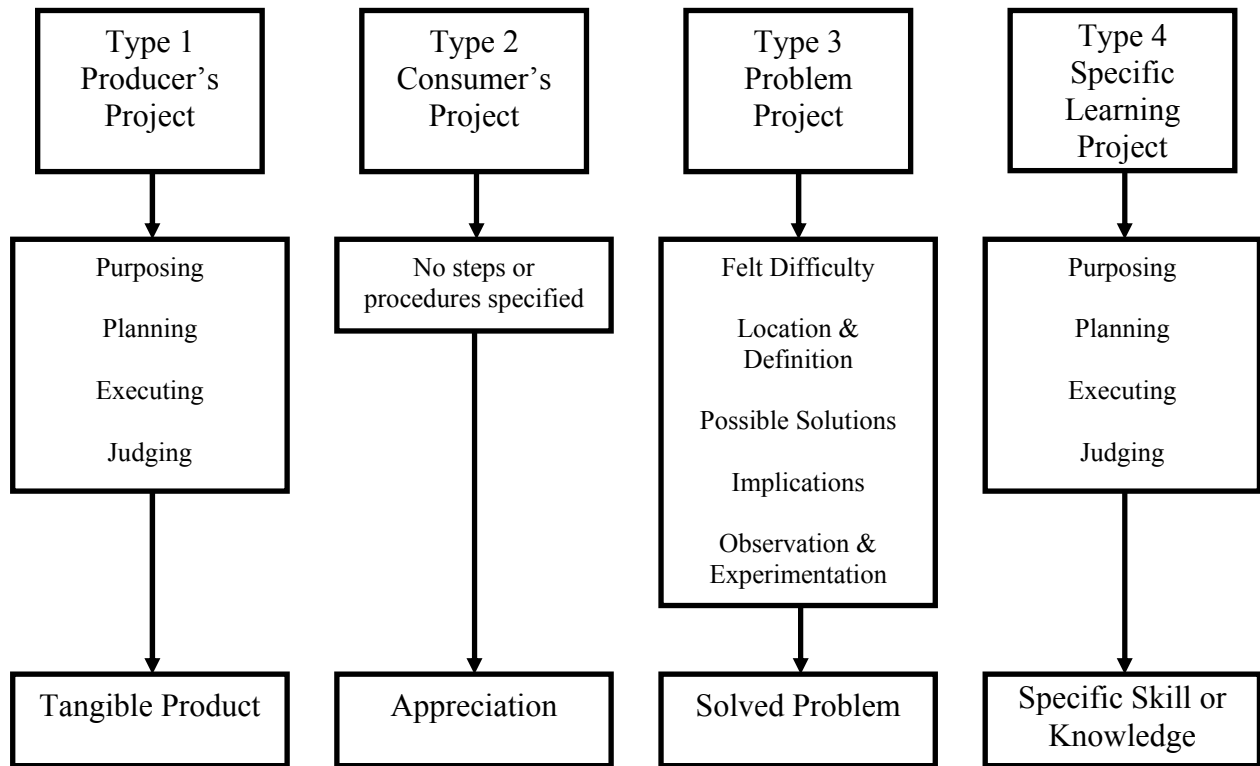 Type 1
Producer’s
Project
Type 2
Consumer’s
Project
Type 3
Problem
Project
Type 4
Specific
Learning
Project
Purposing
Planning
Executing
Judging
No steps or
procedures specified
Felt Difficulty
Location &
Definition
Possible Solutions
Implications
Observation &
Experimentation
Purposing
Planning
Executing
Judging
Tangible Product
Appreciation
Solved Problem
Specific Skill or
Knowledge